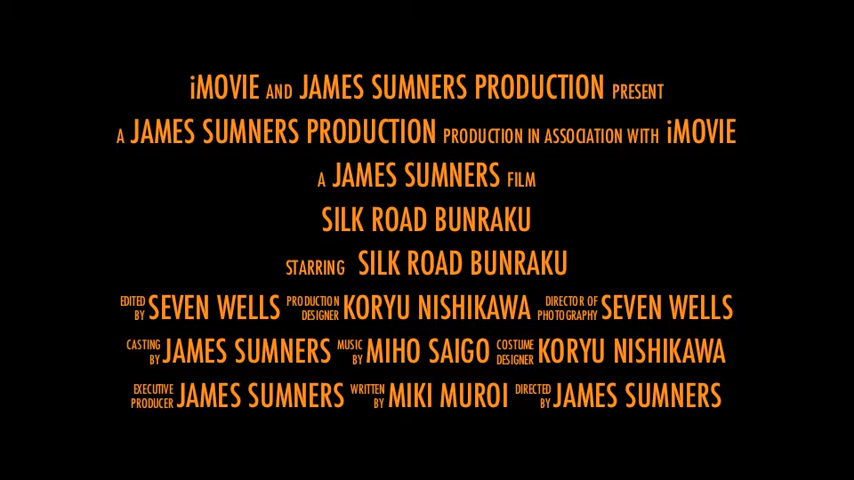 iMOVIE AND JAMES SUMNERS PRODUCTION PRESENT
A JAMES SUMNERS PRODUCTION PRODUCTION IN ASSOCIATION WITH iMOVIE
A JAMES SUMNERS FILM
SILK ROAD BUNRAKU
STARRING SILK ROAD BUNRAKU
EDITED BY SEVEN WELLS PRODUCTION DESIGNER KORYU NISHIKAWA DIRECTOR OF PHOTOGRAPHY SEVEN WELLS
CASTING BY JAMES SUMNERS MUSIC BY MIHO SAIGO COSTUME DESIGNER KORYU NISHIKAWA
EXECUTIVE PRODUCER JAMES SUMNERS WRITTEN BY MIKI MUROI DIRECTED BY JAMES SUMNERS